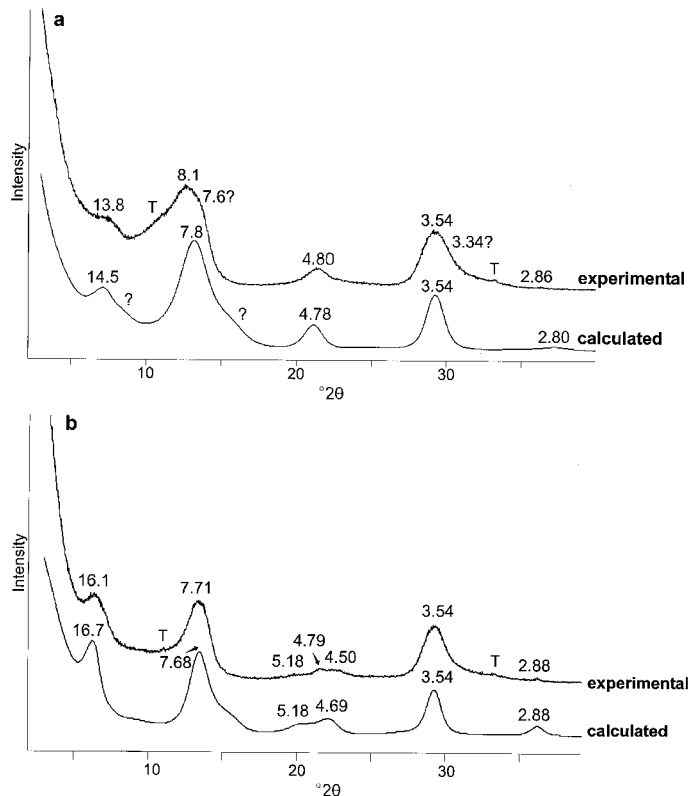 a
Intensity
13.8
T
8.1
7.6?
4.80
3.54
3.34?
T
2.86
experimental
14.5
?
7.8
?
4.78
3.54
2.80
calculated
10
20
30
°2θ
b
Intensity
16.1
T
7.71
5.18
4.79
4.50
3.54
T
2.88
experimental
16.7
7.68
5.18
4.69
3.54
2.88
calculated
10
20
30
°2θ